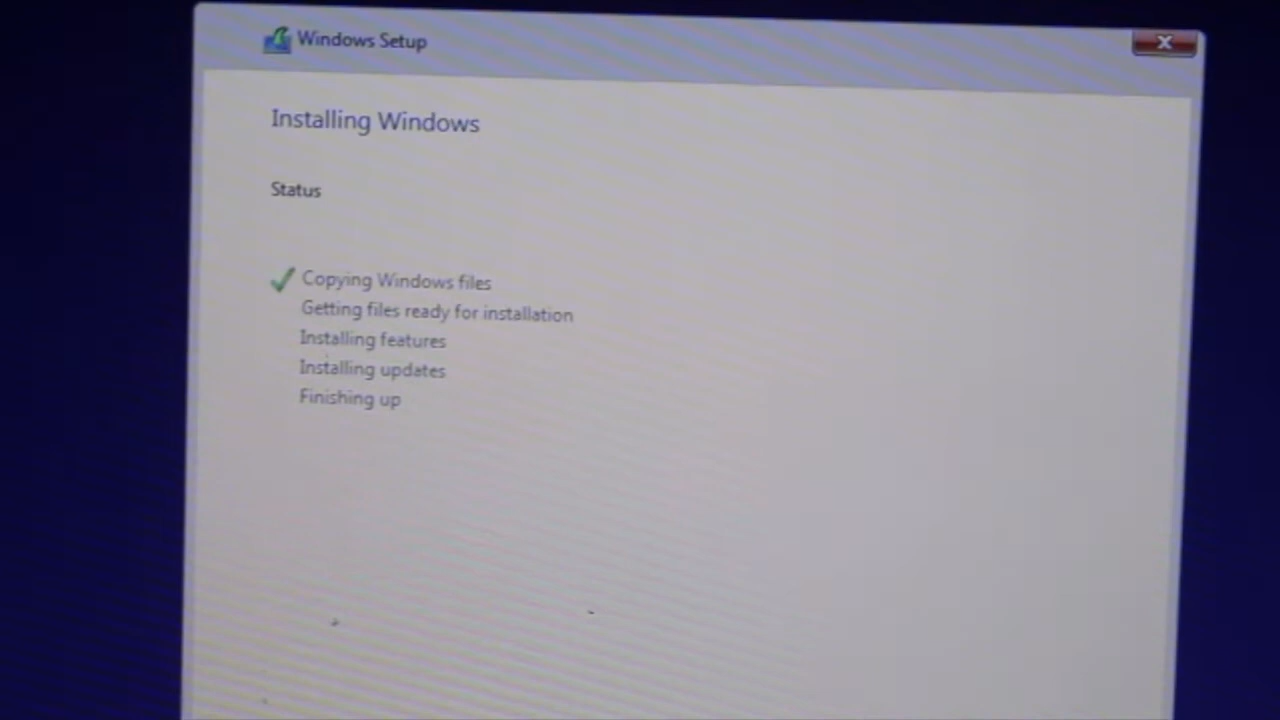 Windows Setup
Installing Windows
Status
Copying Windows files
Getting files ready for installation
Installing features
Installing updates
Finishing up